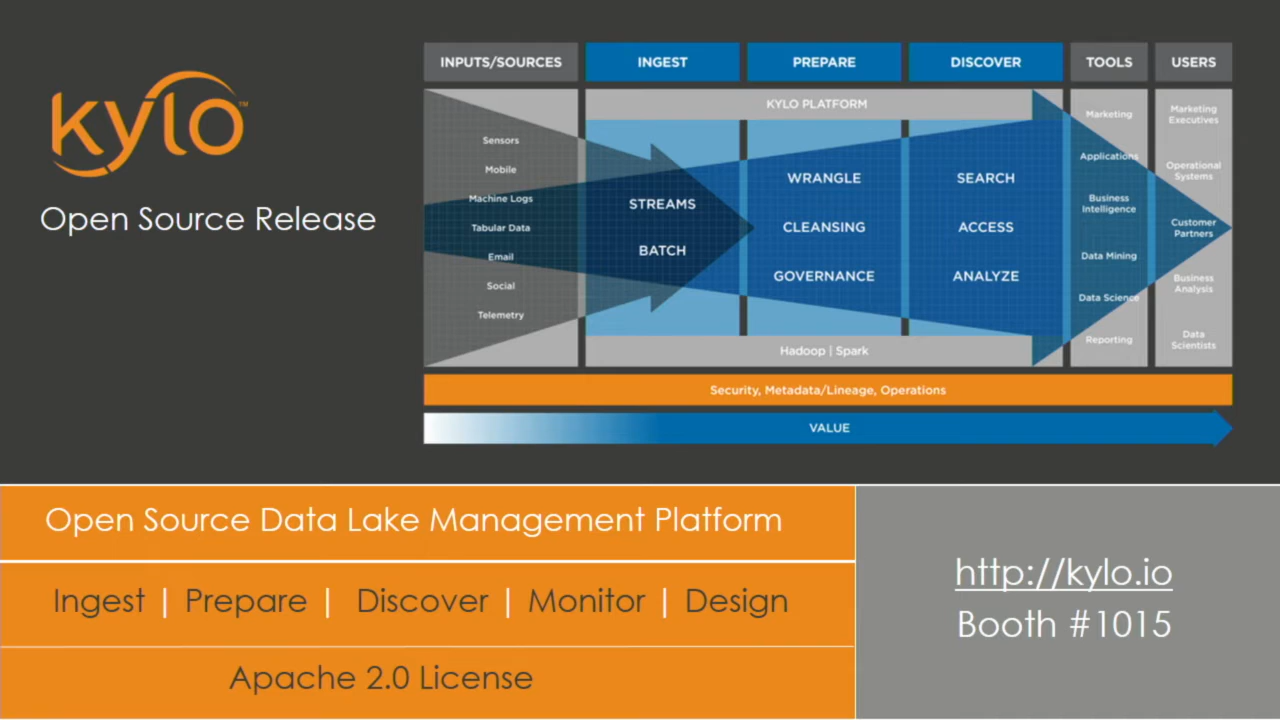 kylo™
Open Source Release
INPUTS/SOURCES
INGEST
PREPARE
DISCOVER
TOOLS
USERS
KYLO PLATFORM
Sensors
Mobile
Machine Logs
Tabular Data
Email
Social
Telemetry
STREAMS
BATCH
WRANGLE
CLEANSING
GOVERNANCE
SEARCH
ACCESS
ANALYZE
Marketing
Applications
Business
Intelligence
Data Mining
Data Science
Reporting
Marketing
Executives
Operational
Systems
Customer
Partners
Business
Analysis
Data
Scientists
Hadoop | Spark
Security, Metadata/Lineage, Operations
VALUE
Open Source Data Lake Management Platform
Ingest | Prepare | Discover | Monitor | Design
Apache 2.0 License
http://kylo.io
Booth #1015